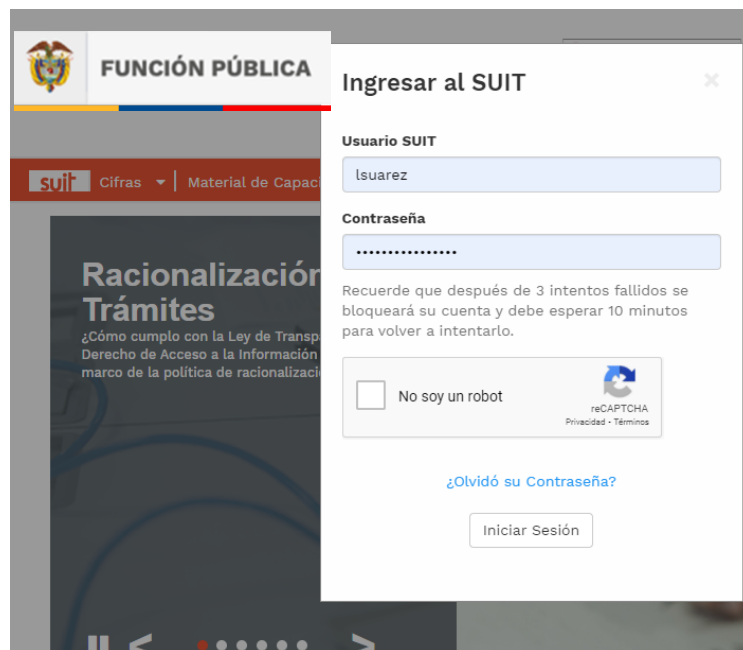 FUNCIÓN PÚBLICA
Ingresar al SUIT
×
Usuario SUIT
lsuarez
Contraseña
••••••••••••••••
Recuerde que después de 3 intentos fallidos se
bloqueará su cuenta y debe esperar 10 minutos
para volver a intentarlo.
No soy un robot
reCAPTCHA
Privacidad - Términos
¿Olvidó su Contraseña?
Iniciar Sesión
suit Cifras Material de Capaci
Racionalización
Trámites
¿Cómo cumplo con la Ley de Transp
Derecho de Acceso a la Información
marco de la política de racionalizaci